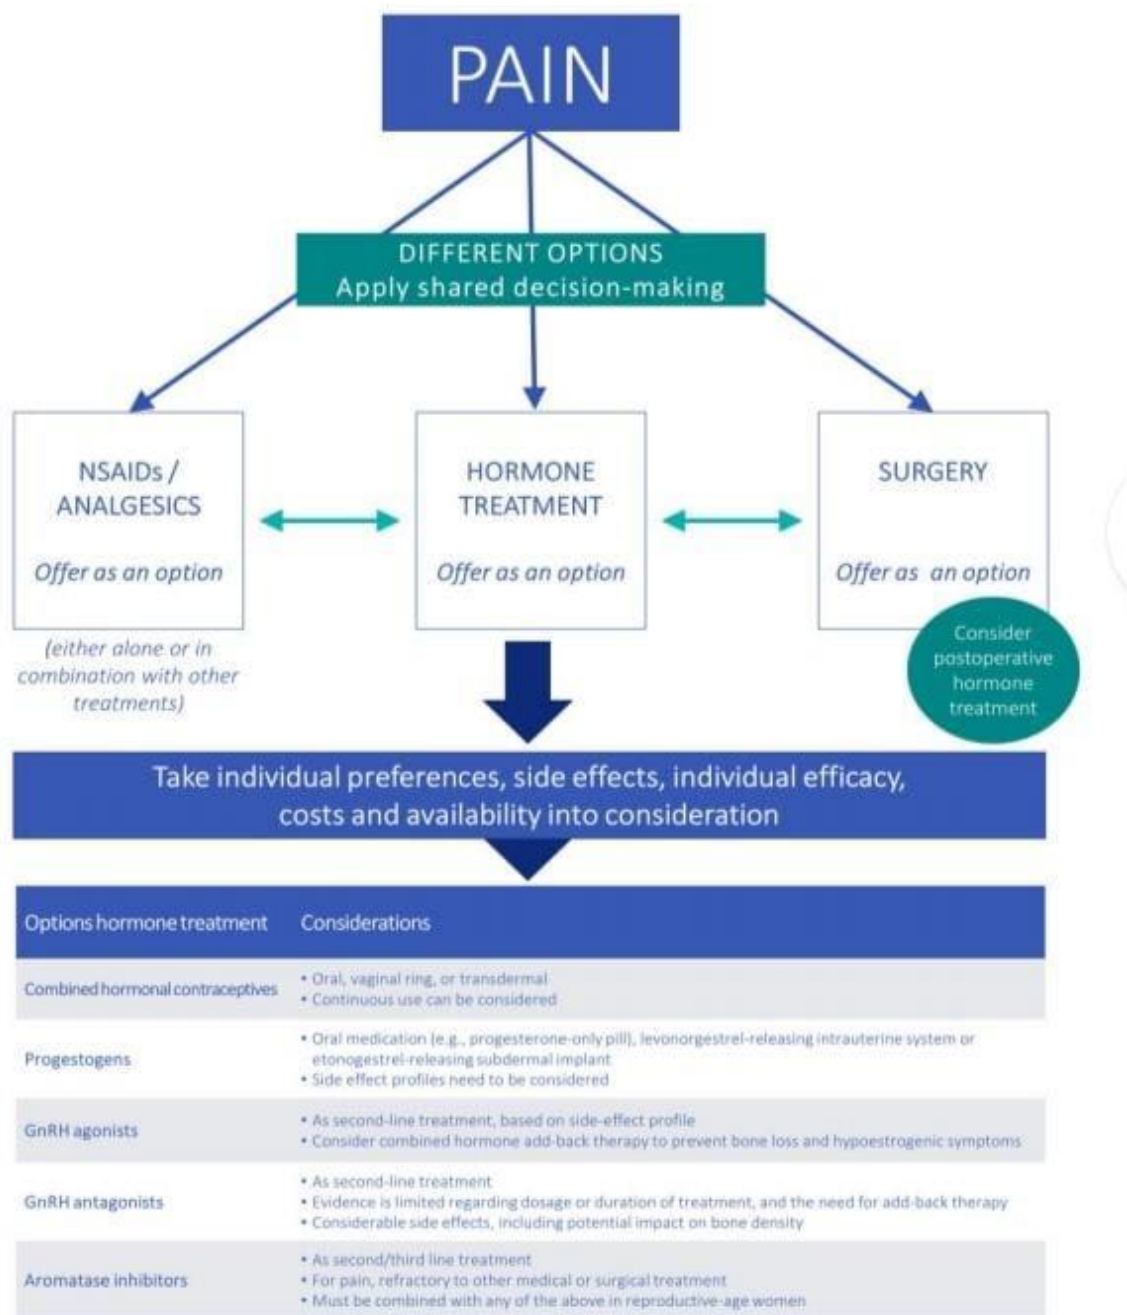 PAIN
DIFFERENT OPTIONS
Apply shared decision-making
NSAIDs /
ANALGESICS
Offer as an option
(either alone or in
combination with other
treatments)
HORMONE
TREATMENT
Offer as an option
SURGERY
Offer as an option
Consider
postoperative
hormone
treatment
Take individual preferences, side effects, individual efficacy,
costs and availability into consideration
Options hormone treatment
Considerations
Combined hormonal contraceptives
• Oral, vaginal ring, or transdermal
• Continuous use can be considered
Progestogens
• Oral medication (e.g., progesterone-only pill), levonorgestrel-releasing intrauterine system or
etonogestrel-releasing subdermal implant
• Side effect profiles need to be considered
GnRH agonists
• As second-line treatment, based on side-effect profile
• Consider combined hormone add-back therapy to prevent bone loss and hypoestrogenic symptoms
GnRH antagonists
• As second-line treatment
• Evidence is limited regarding dosage or duration of treatment, and the need for add-back therapy
• Considerable side effects, including potential impact on bone density
Aromatase inhibitors
• As second/third line treatment
• For pain, refractory to other medical or surgical treatment
• Must be combined with any of the above in reproductive-age women